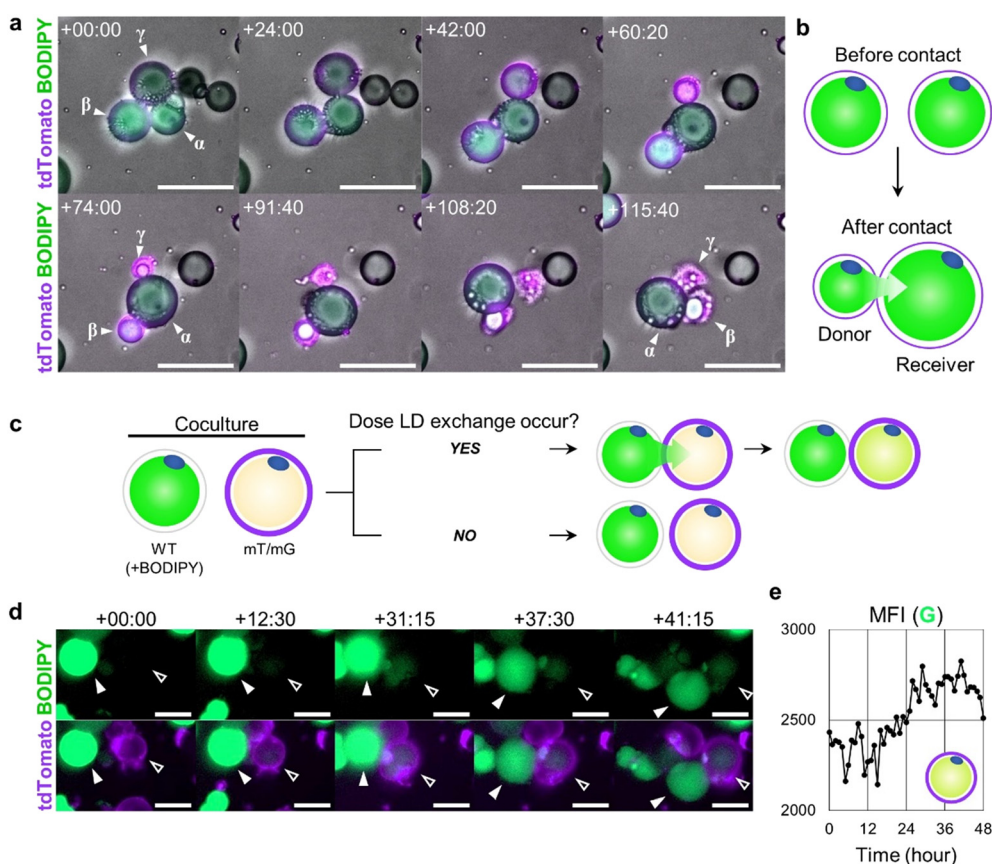 a
tdTomato BODIPY
+00:00
γ
β
α
+24:00
+42:00
+60:20
tdTomato BODIPY
+74:00
γ
β
α
+91:40
+108:20
+115:40
γ
β
α
b
Before contact
After contact
Donor
Receiver
c
Coculture
WT
(+BODIPY)
mT/mG
Dose LD exchange occur?
YES
NO
d
tdTomato BODIPY
+00:00
+12:30
+31:15
+37:30
+41:15
e
MFI (G)
3000
2500
2000
0
12
24
36
48
Time (hour)